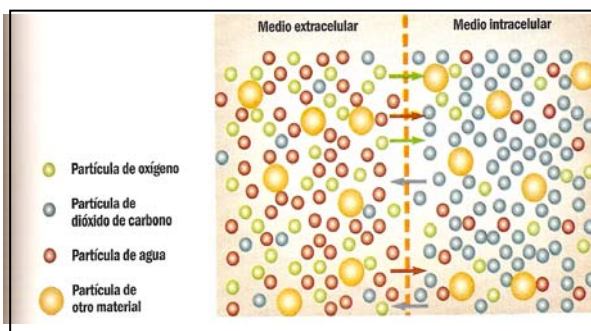 Medio extracelular
Medio intracelular
Partícula de oxígeno
Partícula de
dióxido de carbono
Partícula de agua
Partícula de
otro material